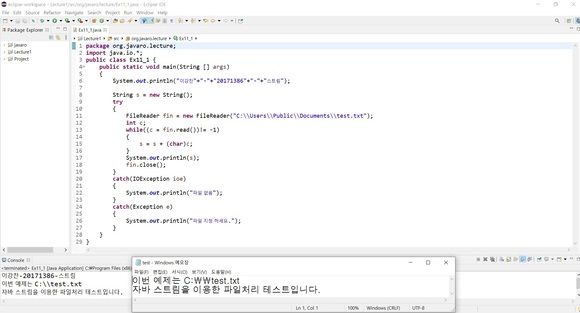 eclipse-workspace - Lecture1/src/org/javaro/lecture/Ex11_1.java - Eclipse IDE
File Edit Source Refactor Navigate Search Project Run Window Help
Package Explorer
javaro
Lecture1
Project
Ex11_1.java
Lecture1 src org.javaro.lecture Ex11_1
1 package org.javaro.lecture;
2 import java.io.*;
3 public class Ex11_1 {
4 public static void main(String [] args)
5 {
6 System.out.println("이강찬"+"-"+"20171386"+"-"+"스트림");
7
8 String s = new String();
9 try
10 {
11 FileReader fin = new FileReader("C:\\Users\\Public\\Documents\\test.txt");
12 int c;
13 while((c = fin.read())!= -1)
14 {
15 s = s + (char)c;
16 }
17 System.out.println(s);
18 fin.close();
19 }
20 catch(IOException ioe)
21 {
22 System.out.println("파일 없음");
23 }
24 catch(Exception e)
25 {
26 System.out.println("파일 지정 하세요.");
27 }
28 }
29 }
Console
<terminated> Ex11_1 [Java Application] C:\Program Files (x86)
이강찬-20171386-스트림
이번 예제는 C:\\test.txt
자바 스트림을 이용한 파일처리 테스트입니다.
test - Windows 메모장
파일(F) 편집(E) 서식(O) 보기(V) 도움말(H)
이번 예제는 C:₩₩test.txt
자바 스트림을 이용한 파일처리 테스트입니다.
Ln 1, Col 1 100% Windows (CRLF) UTF-8